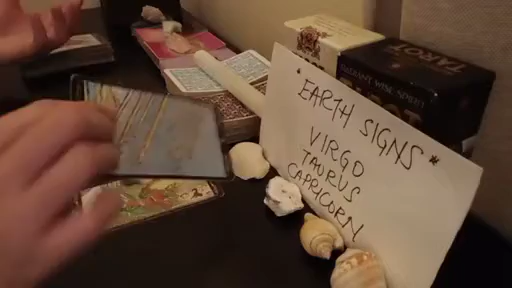 * EARTH SIGNS *
VIRGO
TAURUS
CAPRICORN
TAROT